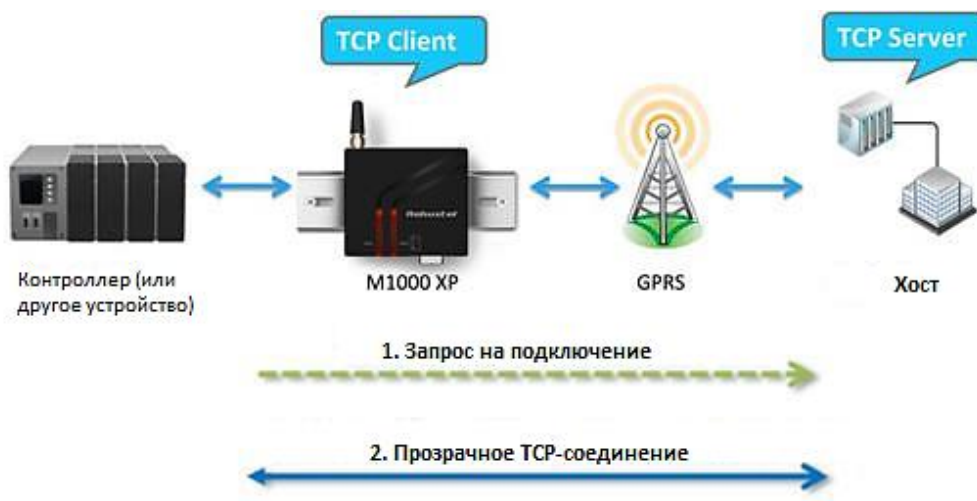 TCP Client
TCP Server
Robustel
Контроллер (или
другое устройство)
M1000 XP
GPRS
Хост
1. Запрос на подключение
2. Прозрачное TCP-соединение